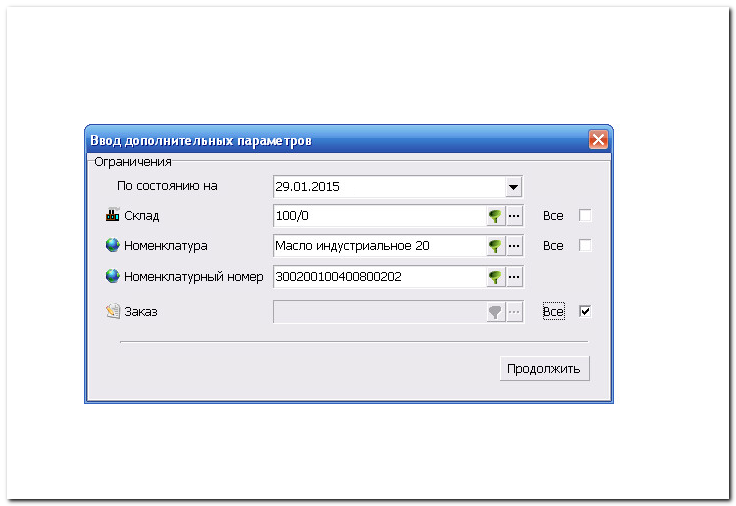 Ввод дополнительных параметров
Ограничения
По состоянию на 29.01.2015
Склад 100/0 ... Все
Номенклатура Масло индустриальное 20 ... Все
Номенклатурный номер 300200100400800202 ...
Заказ ... Все
Продолжить